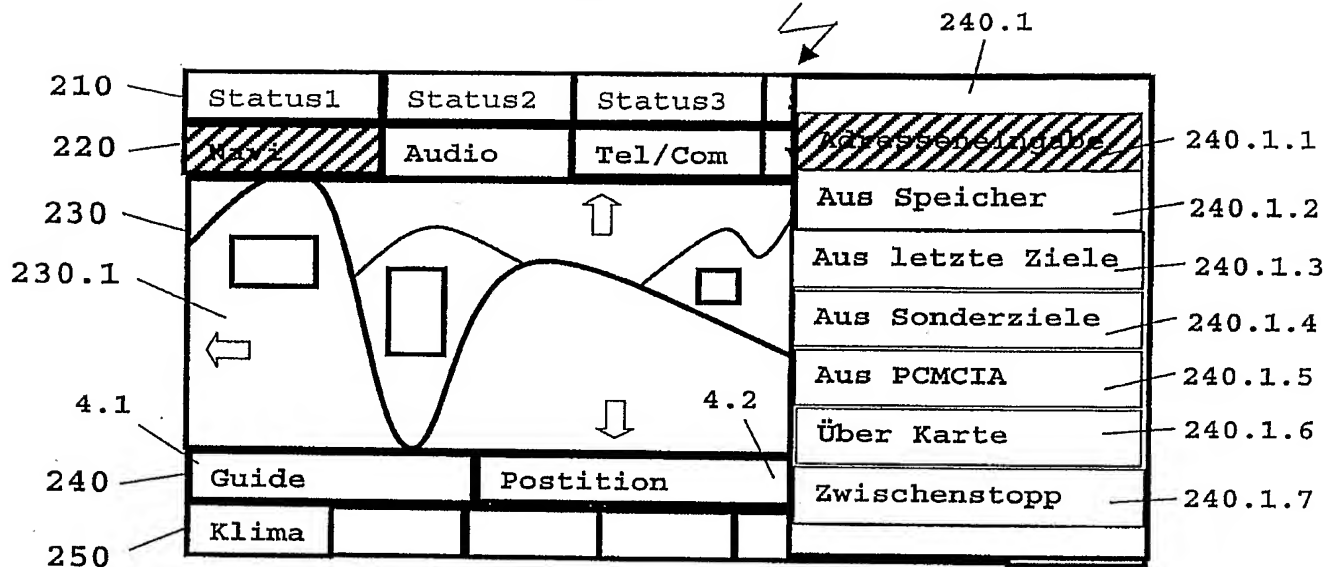 240.1
210
Status1 Status2 Status3
220
Navi Audio Tel/Com
Adresseneingabe
240.1.1
Aus Speicher
240.1.2
230
Aus letzte Ziele
240.1.3
230.1
Aus Sonderziele
240.1.4
Aus PCMCIA
240.1.5
4.1
4.2
Über Karte
240.1.6
240
Guide Postition
Zwischenstopp
240.1.7
250
Klima